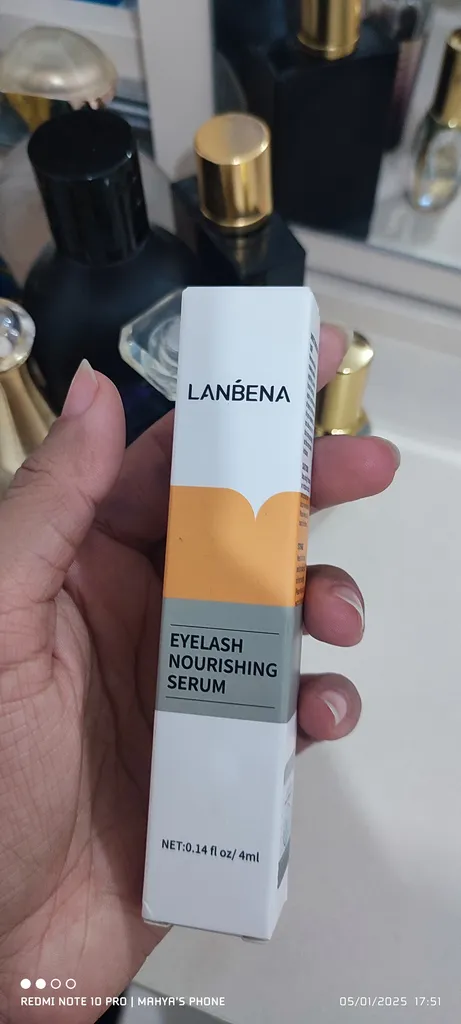 LANBENA
EYELASH
NOURISHING
SERUM
NET:0.14 fl oz/ 4ml
REDMI NOTE 10 PRO | MAHYA'S PHONE
05/01/2025 17:51